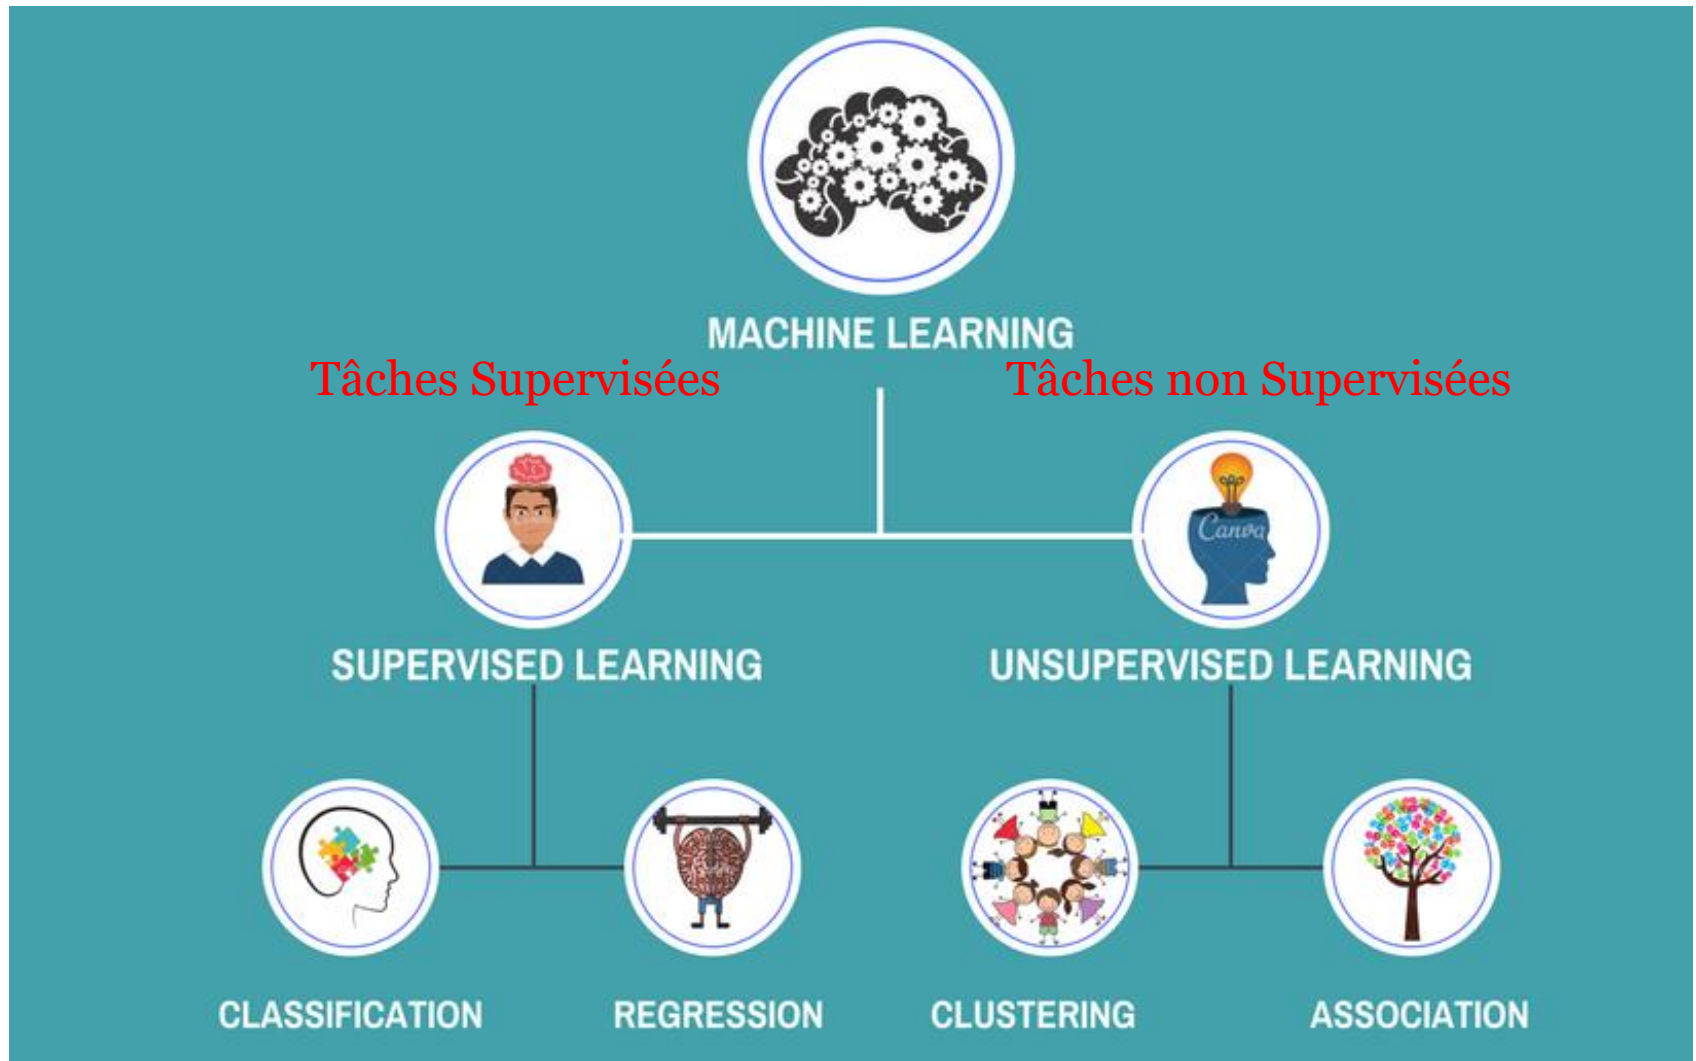 MACHINE LEARNING
Tâches Supervisées
Tâches non Supervisées
Canva
SUPERVISED LEARNING
UNSUPERVISED LEARNING
CLASSIFICATION
REGRESSION
CLUSTERING
ASSOCIATION